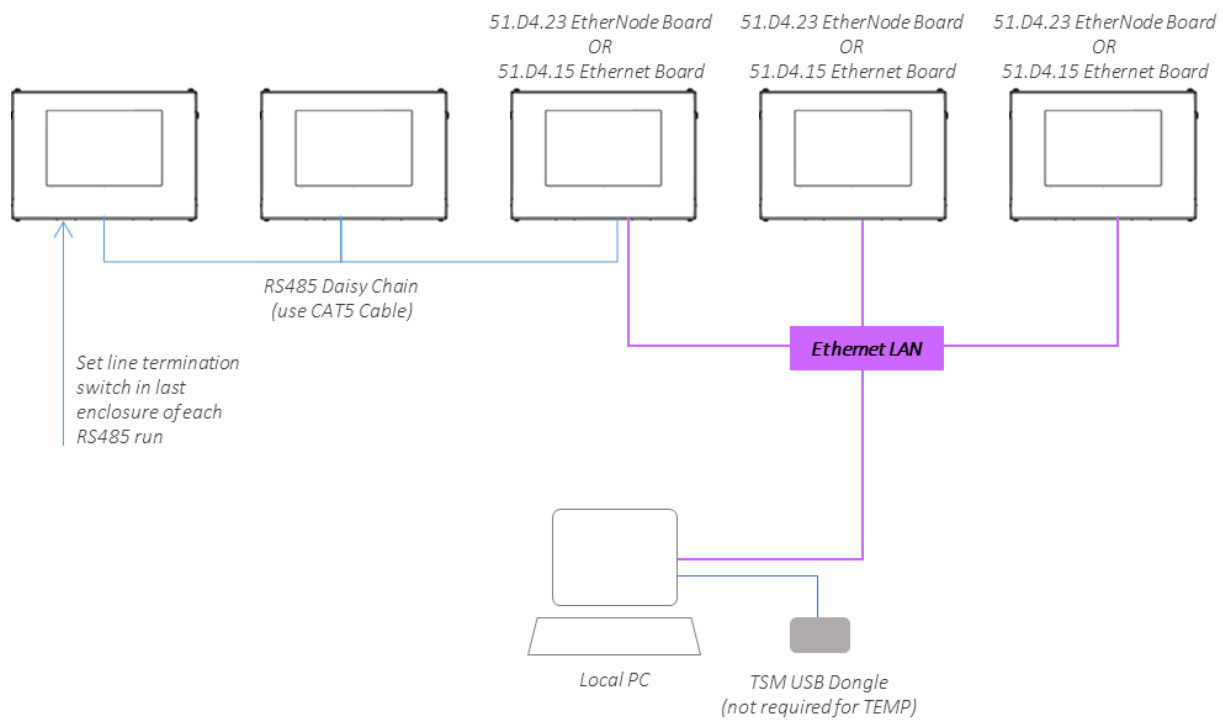 51.D4.23 EtherNode Board
OR
51.D4.15 Ethernet Board
51.D4.23 EtherNode Board
OR
51.D4.15 Ethernet Board
51.D4.23 EtherNode Board
OR
51.D4.15 Ethernet Board
RS485 Daisy Chain
(use CAT5 Cable)
Set line termination
switch in last
enclosure of each
RS485 run
Ethernet LAN
Local PC
TSM USB Dongle
(not required for TEMP)